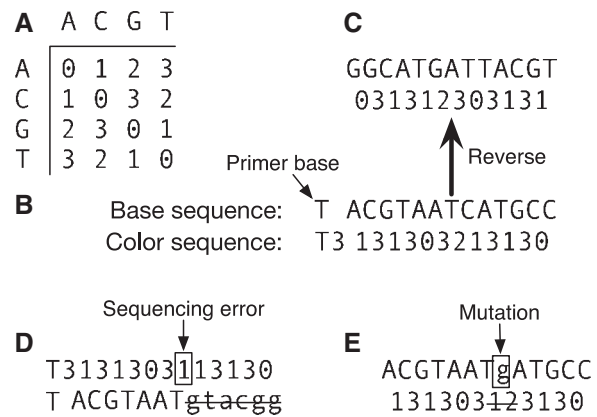 A
A C G T
A 0 1 2 3
C 1 0 3 2
G 2 3 0 1
T 3 2 1 0
C
GGCATGATTACGT
031312303131
Reverse
Primer base
B
Base sequence: T ACGTAATCATGCC
Color sequence: T3 131303213130
Sequencing error
D
T3131303113130
T ACGTAATgtacgg
Mutation
E
ACGTAATgATGCC
131303123130